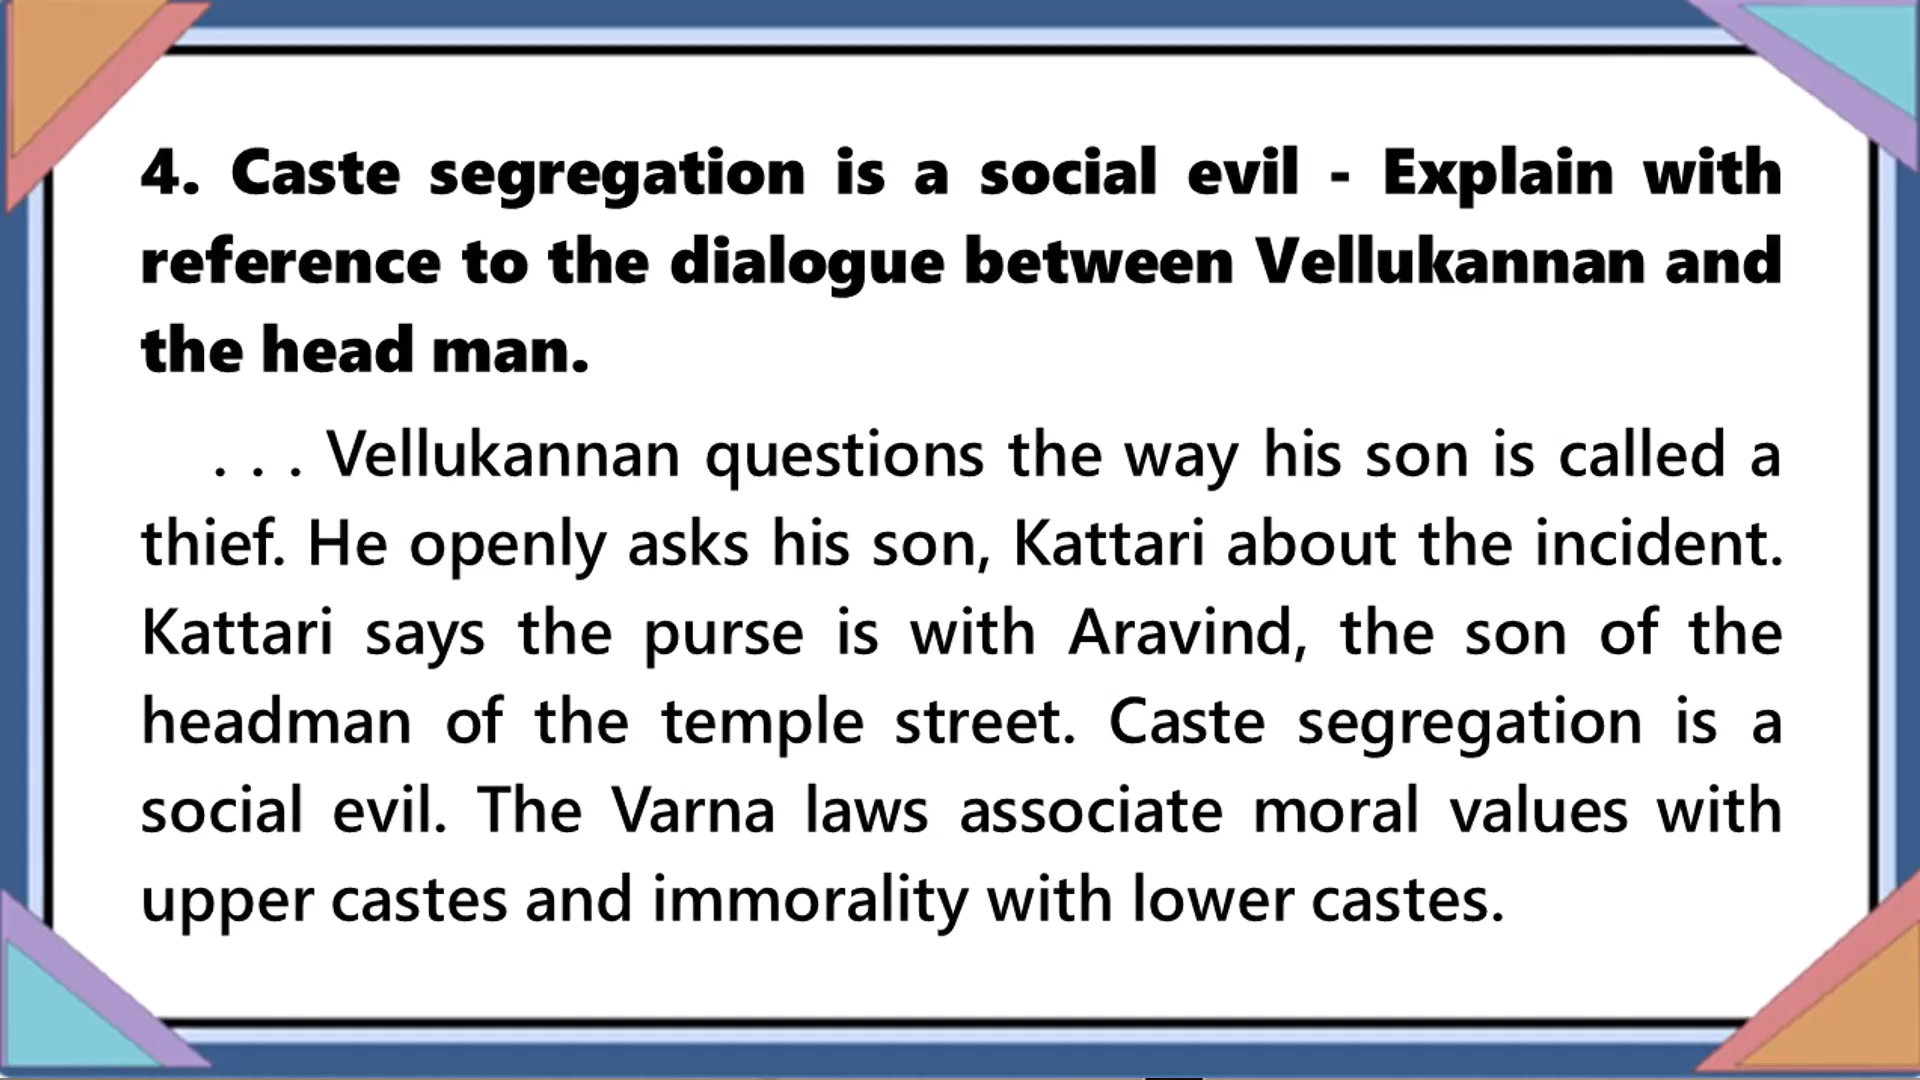 4. Caste segregation is a social evil - Explain with
reference to the dialogue between Vellukannan and
the head man.
. . . Vellukannan questions the way his son is called a
thief. He openly asks his son, Kattari about the incident.
Kattari says the purse is with Aravind, the son of the
headman of the temple street. Caste segregation is a
social evil. The Varna laws associate moral values with
upper castes and immorality with lower castes.